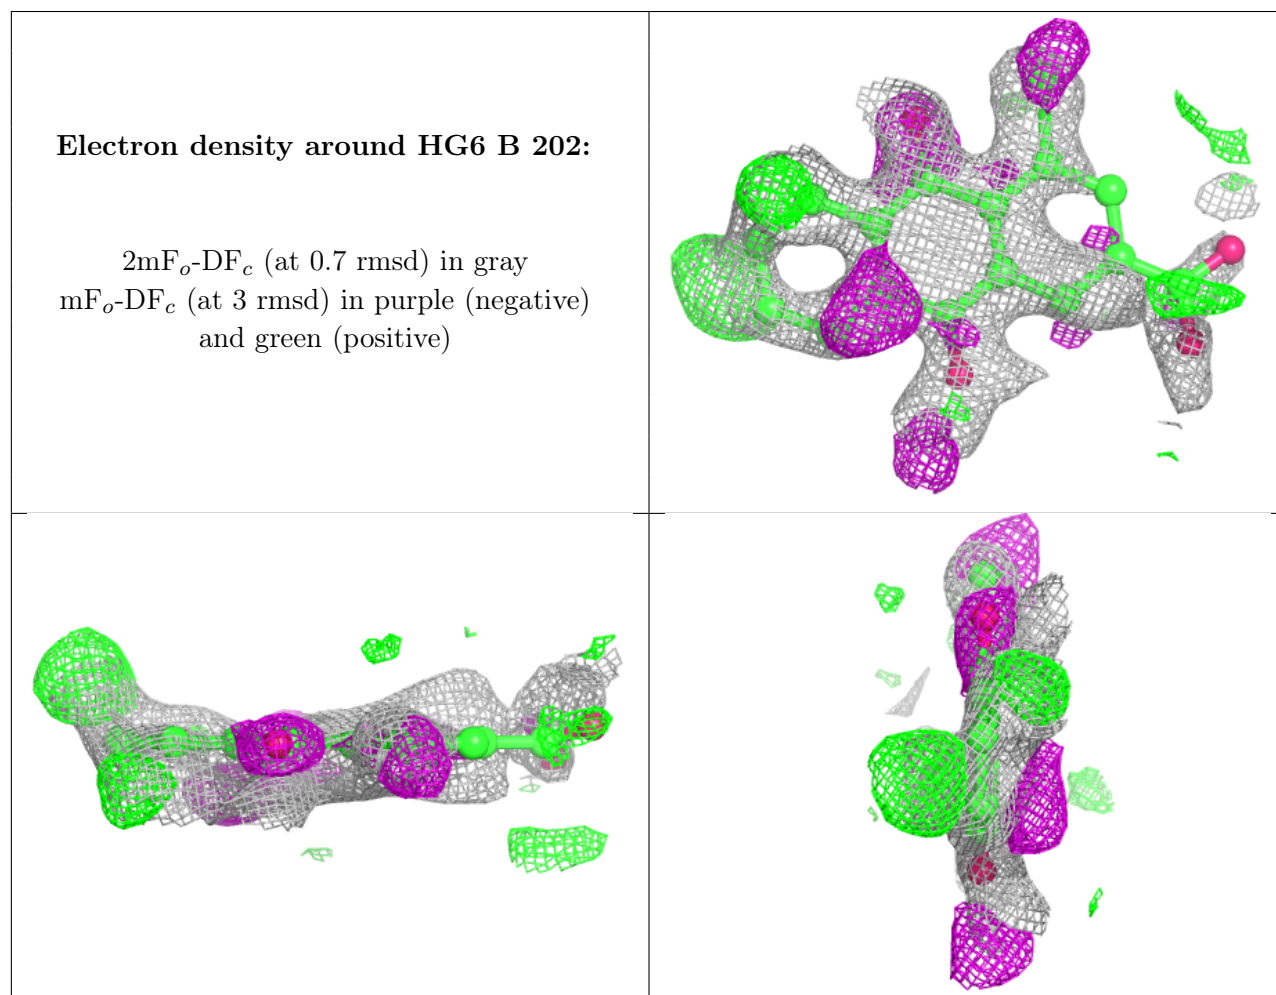 Electron density around HG6 B 202:
2mFo-DFc (at 0.7 rmsd) in gray
mFo-DFc (at 3 rmsd) in purple (negative)
and green (positive)